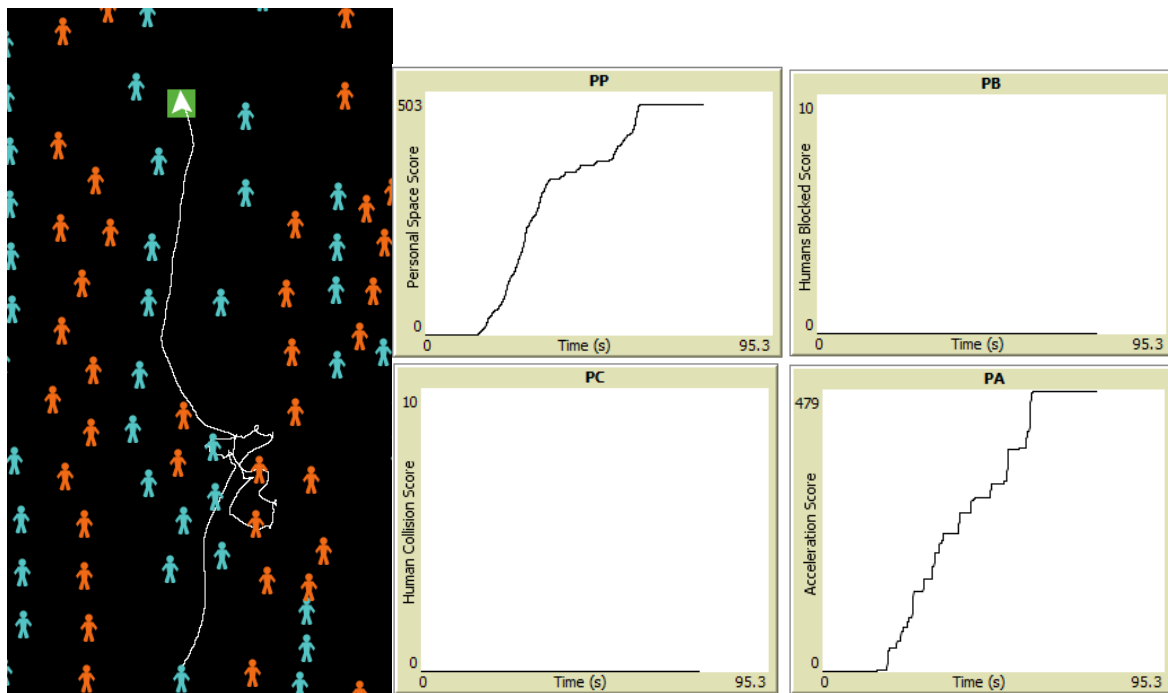 PP
503
Personal Space Score
0
0 Time (s) 95.3
PB
10
Humans Blocked Score
0
0 Time (s) 95.3
PC
10
Human Collision Score
0
0 Time (s) 95.3
PA
479
Acceleration Score
0
0 Time (s) 95.3